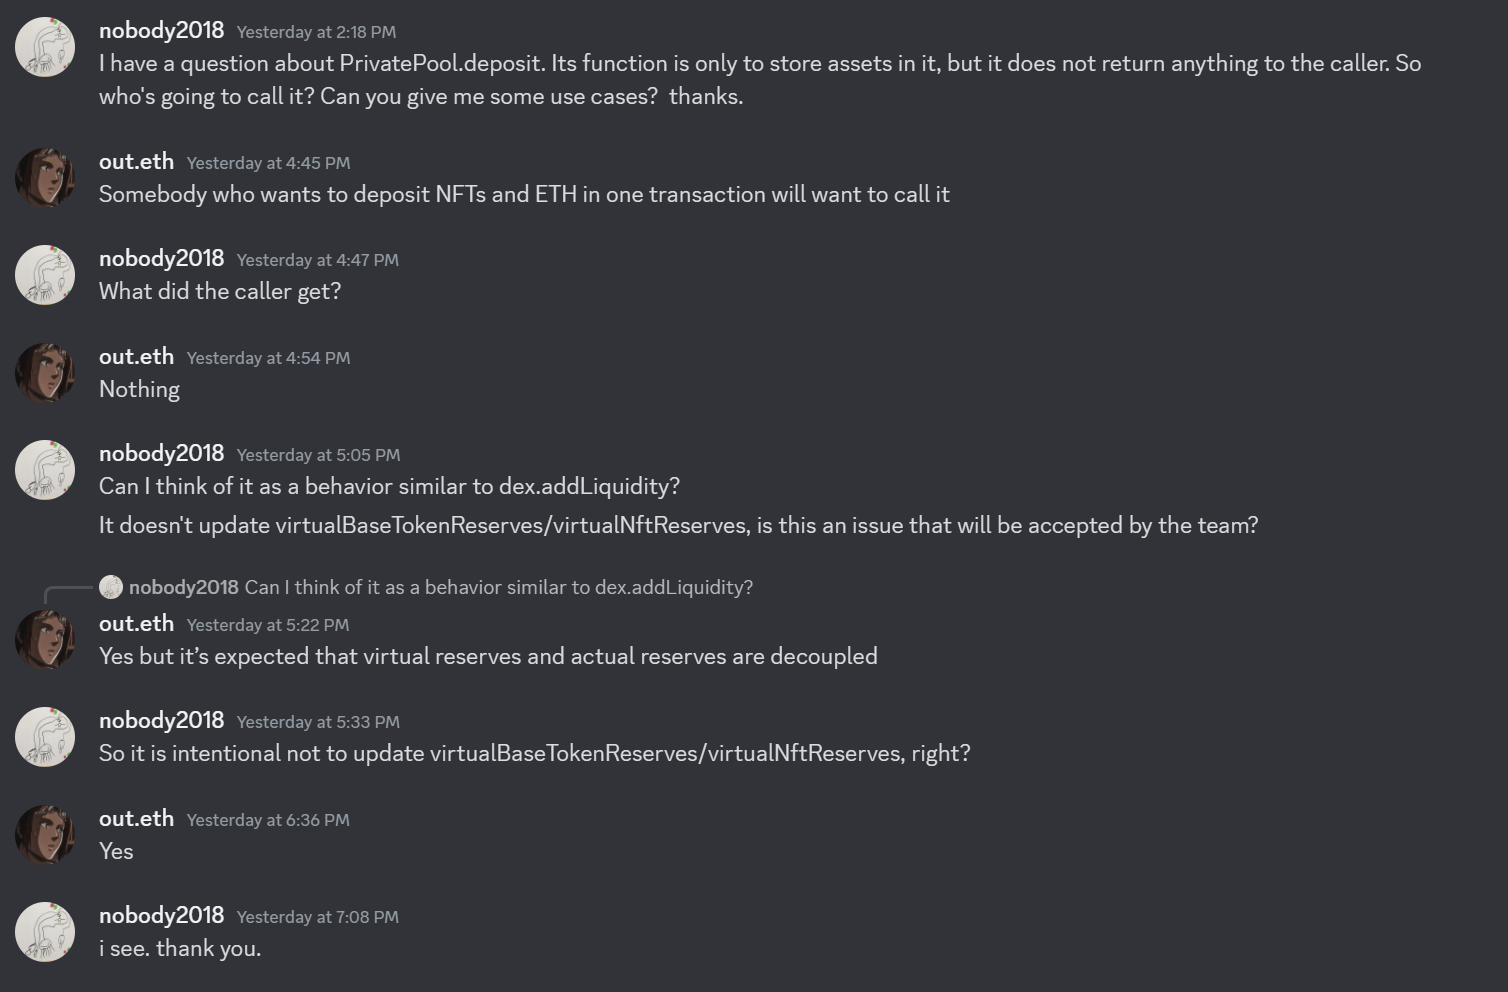 nobody2018 Yesterday at 2:18 PM
I have a question about PrivatePool.deposit. Its function is only to store assets in it, but it does not return anything to the caller. So
who's going to call it? Can you give me some use cases?  thanks.
out.eth Yesterday at 4:45 PM
Somebody who wants to deposit NFTs and ETH in one transaction will want to call it
nobody2018 Yesterday at 4:47 PM
What did the caller get?
out.eth Yesterday at 4:54 PM
Nothing
nobody2018 Yesterday at 5:05 PM
Can I think of it as a behavior similar to dex.addLiquidity?
It doesn't update virtualBaseTokenReserves/virtualNftReserves, is this an issue that will be accepted by the team?
nobody2018 Can I think of it as a behavior similar to dex.addLiquidity?
out.eth Yesterday at 5:22 PM
Yes but it’s expected that virtual reserves and actual reserves are decoupled
nobody2018 Yesterday at 5:33 PM
So it is intentional not to update virtualBaseTokenReserves/virtualNftReserves, right?
out.eth Yesterday at 6:36 PM
Yes
nobody2018 Yesterday at 7:08 PM
i see. thank you.